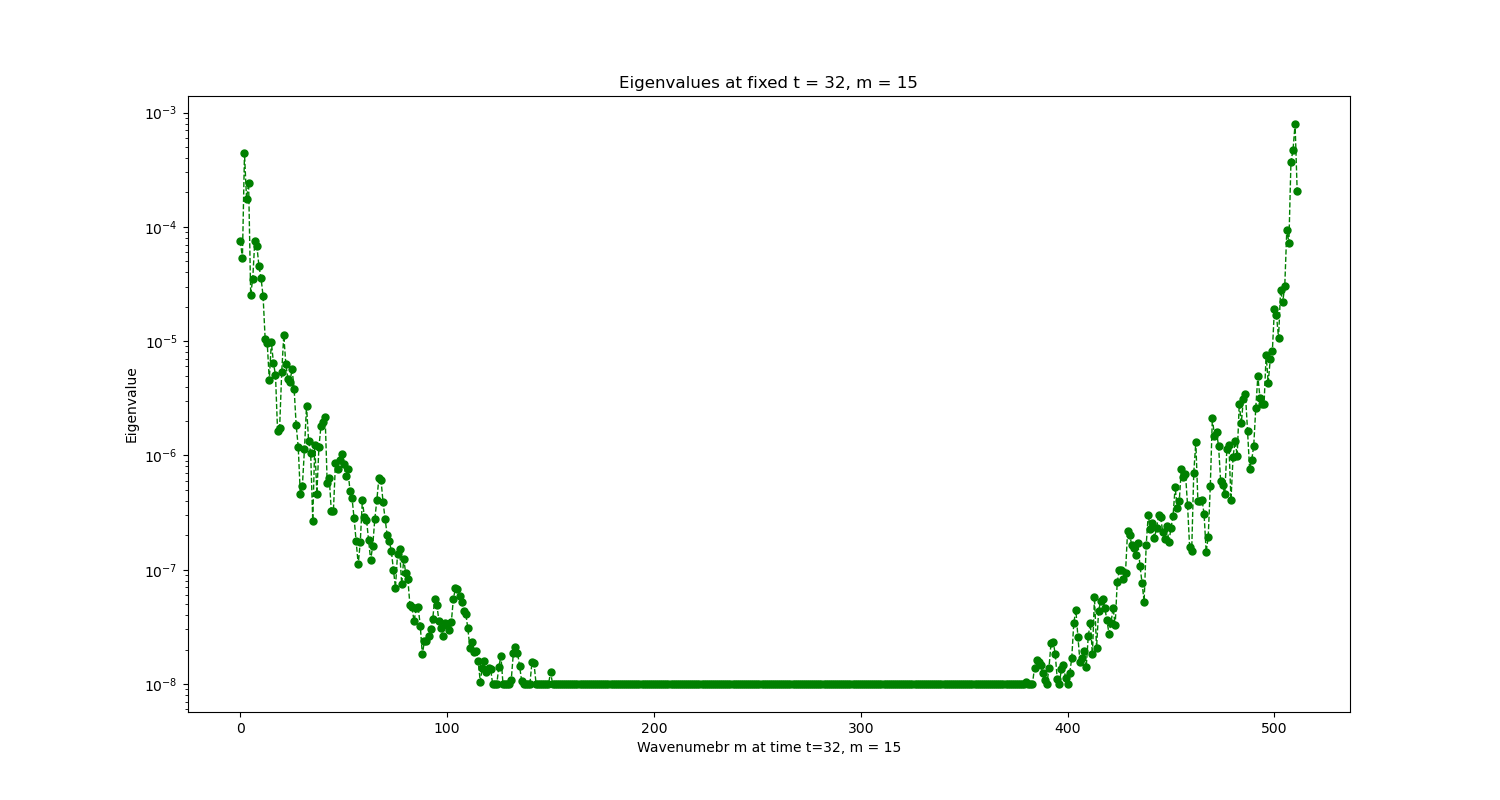 Eigenvalues at fixed t = 32, m = 15
Eigenvalue
10⁻³
10⁻⁴
10⁻⁵
10⁻⁶
10⁻⁷
10⁻⁸
0 100 200 300 400 500
Wavenumebr m at time t=32, m = 15